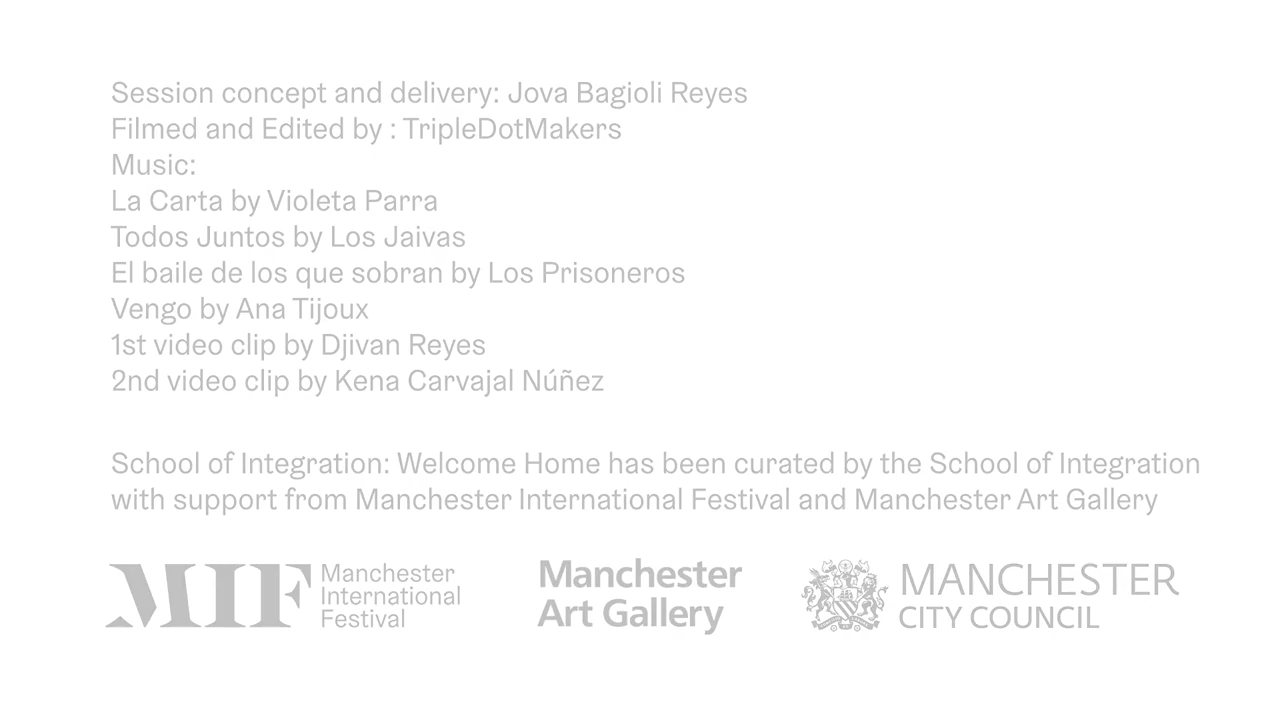 Session concept and delivery: Jova Bagioli Reyes
Filmed and Edited by : TripleDotMakers
Music:
La Carta by Violeta Parra
Todos Juntos by Los Jaivas
El baile de los que sobran by Los Prisoneros
Vengo by Ana Tijoux
1st video clip by Djivan Reyes
2nd video clip by Kena Carvajal Núñez
School of Integration: Welcome Home has been curated by the School of Integration
with support from Manchester International Festival and Manchester Art Gallery
MIF
Manchester
International
Festival
Manchester
Art Gallery
MANCHESTER
CITY COUNCIL